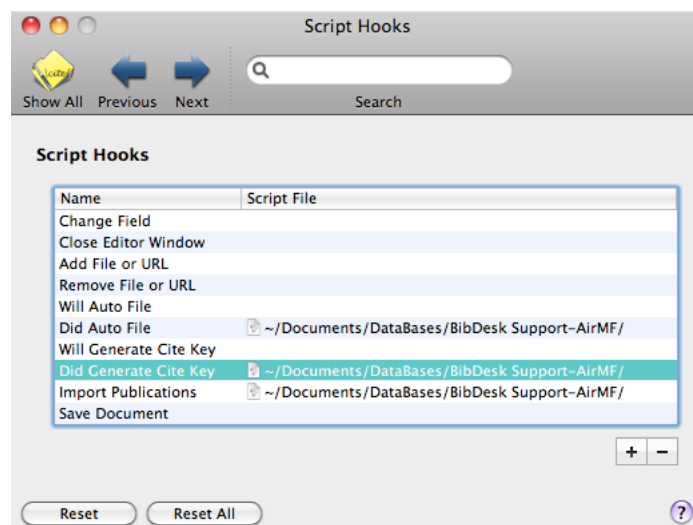 Script Hooks
\cite{}
Show All Previous Next Search
Script Hooks
Name Script File
Change Field
Close Editor Window
Add File or URL
Remove File or URL
Will Auto File
Did Auto File ~/Documents/DataBases/BibDesk Support-AirMF/
Will Generate Cite Key
Did Generate Cite Key ~/Documents/DataBases/BibDesk Support-AirMF/
Import Publications ~/Documents/DataBases/BibDesk Support-AirMF/
Save Document
+ −
Reset Reset All ?